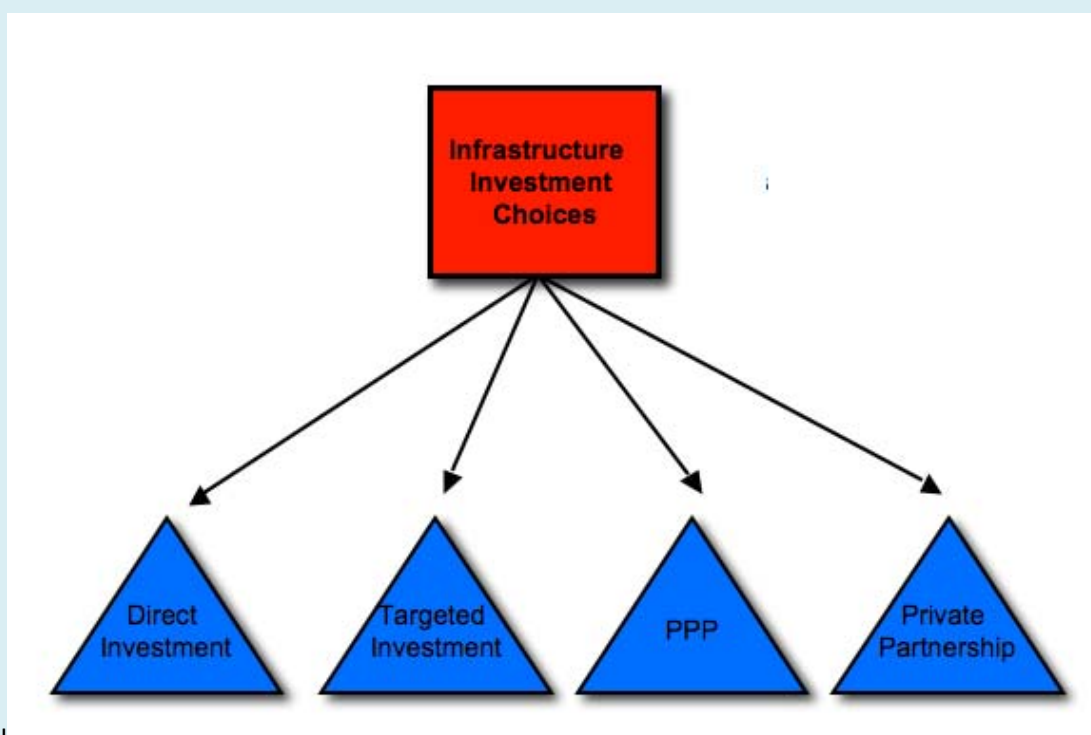 Infrastructure
Investment
Choices
Direct
Investment
Targeted
Investment
PPP
Private
Partnership